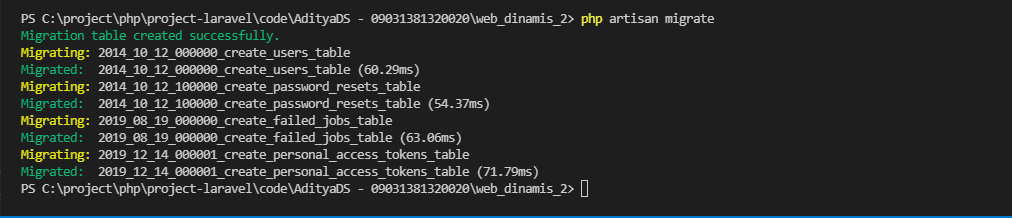 PS C:\project\php\project-laravel\code\AdityaDS - 09031381320020\web_dinamis_2> php artisan migrate
Migration table created successfully.
Migrating: 2014_10_12_000000_create_users_table
Migrated:  2014_10_12_000000_create_users_table (60.29ms)
Migrating: 2014_10_12_100000_create_password_resets_table
Migrated:  2014_10_12_100000_create_password_resets_table (54.37ms)
Migrating: 2019_08_19_000000_create_failed_jobs_table
Migrated:  2019_08_19_000000_create_failed_jobs_table (63.06ms)
Migrating: 2019_12_14_000001_create_personal_access_tokens_table
Migrated:  2019_12_14_000001_create_personal_access_tokens_table (71.79ms)
PS C:\project\php\project-laravel\code\AdityaDS - 09031381320020\web_dinamis_2>